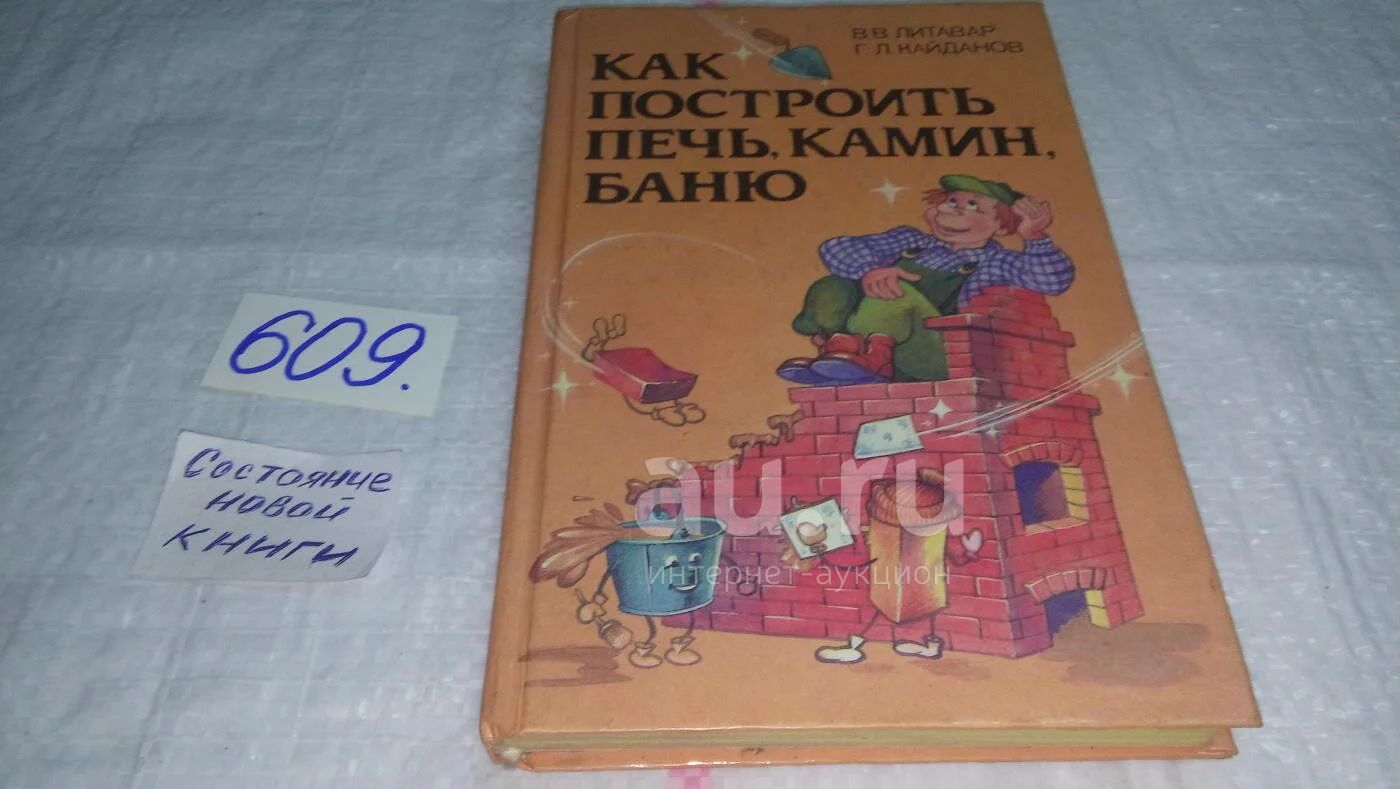 В. В. ЛИТАВАР
Г. Л. КАЙДАНОВ
КАК
ПОСТРОИТЬ
ПЕЧЬ, КАМИН,
БАНЮ
609.
Состояние
новой
книги
au.ru
интернет-аукцион